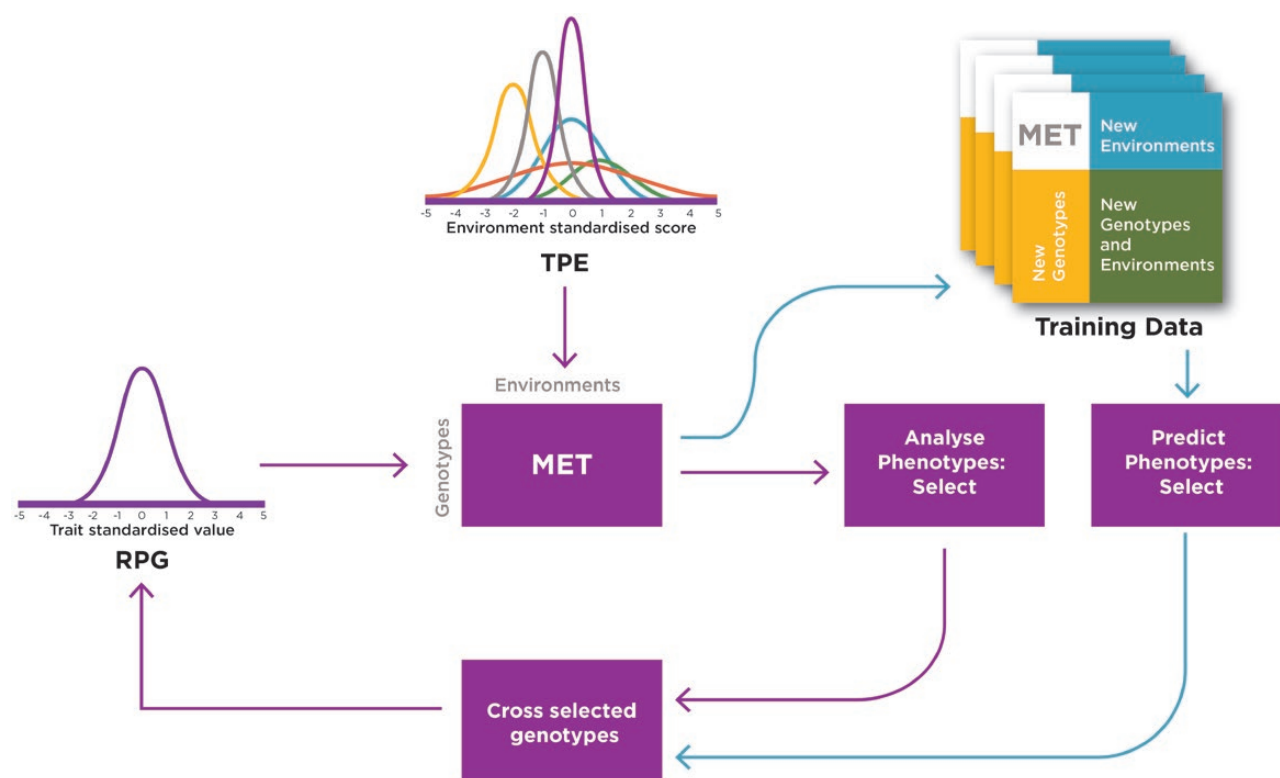 -5 -4 -3 -2 -1 0 1 2 3 4 5
Environment standardised score
TPE
MET
New
Environments
New
Genotypes
New
Genotypes
and
Environments
Training Data
Environments
Genotypes
MET
Analyse
Phenotypes:
Select
Predict
Phenotypes:
Select
-5 -4 -3 -2 -1 0 1 2 3 4 5
Trait standardised value
RPG
Cross selected
genotypes